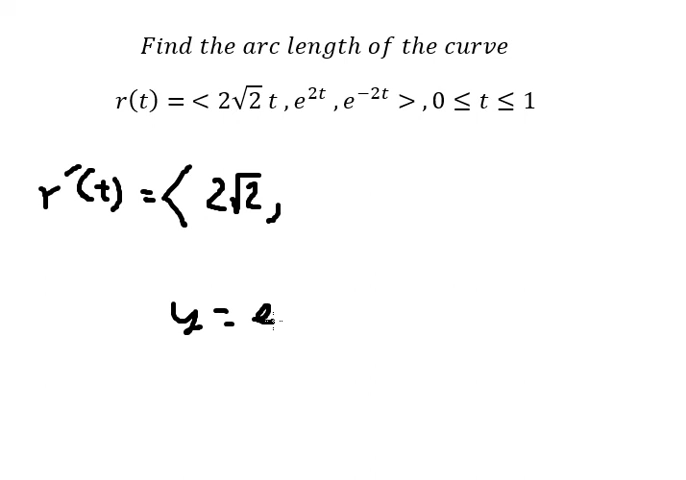 Find the arc length of the curve
r(t) = < 2√2 t , e^{2t} , e^{−2t} > , 0 ≤ t ≤ 1
r′(t) = ⟨ 2√2,
y = e